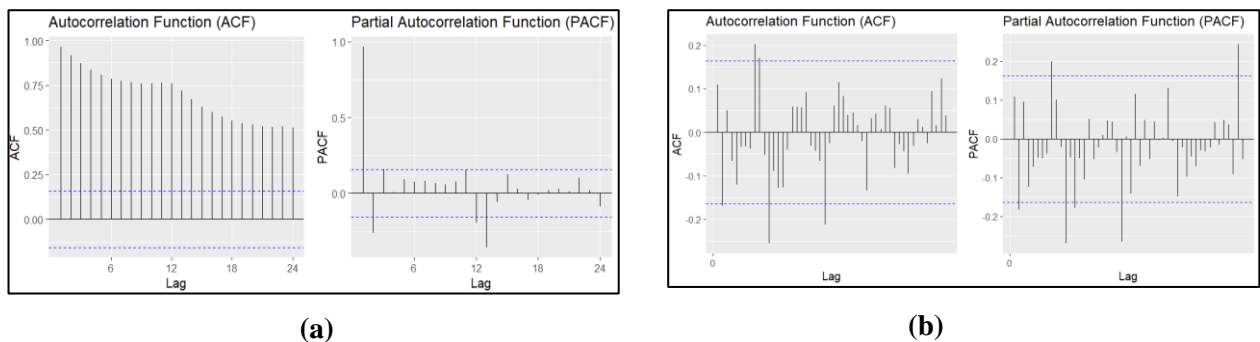 Autocorrelation Function (ACF)
1.00
0.75
0.50
0.25
0.00
ACF
6
12
18
24
Lag
Partial Autocorrelation Function (PACF)
1.0
0.5
0.0
PACF
6
12
18
24
Lag
(a)
Autocorrelation Function (ACF)
0.2
0.1
0.0
-0.1
-0.2
ACF
0
Lag
Partial Autocorrelation Function (PACF)
0.2
0.1
0.0
-0.1
-0.2
PACF
0
Lag
(b)